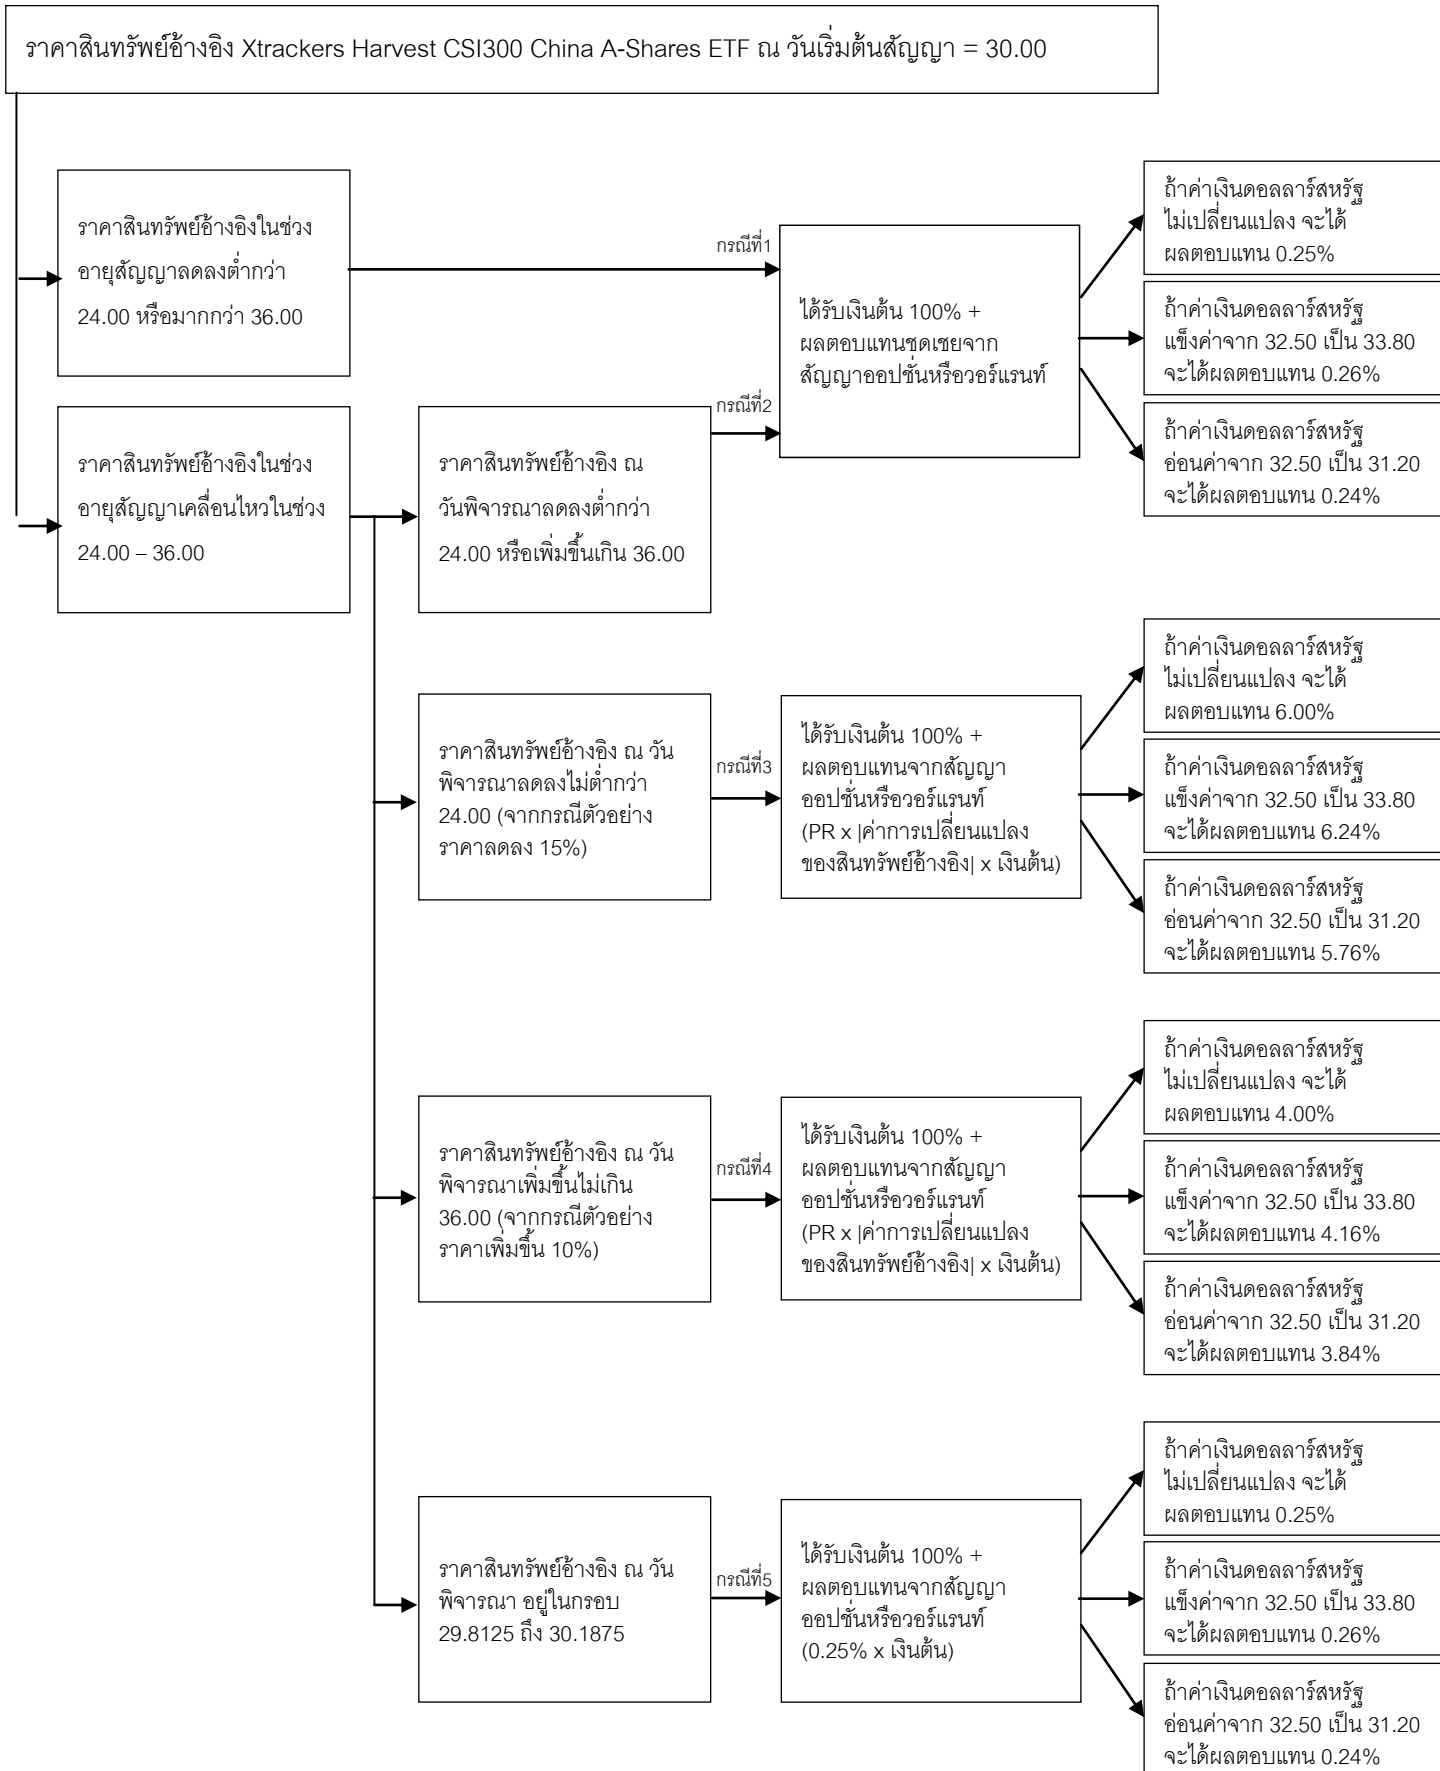 ราคาสินทรัพย์อ้างอิง Xtrackers Harvest CSI300 China A-Shares ETF ณ วันเริ่มต้นสัญญา = 30.00
ราคาสินทรัพย์อ้างอิงในช่วง
อายุสัญญาลดลงต่ำกว่า
24.00 หรือมากกว่า 36.00
กรณีที่1
ได้รับเงินต้น 100% +
ผลตอบแทนชดเชยจาก
สัญญาออปชั่นหรือวอร์แรนท์
ถ้าค่าเงินดอลลาร์สหรัฐ
ไม่เปลี่ยนแปลง จะได้
ผลตอบแทน 0.25%
ถ้าค่าเงินดอลลาร์สหรัฐ
แข็งค่าจาก 32.50 เป็น 33.80
จะได้ผลตอบแทน 0.26%
ถ้าค่าเงินดอลลาร์สหรัฐ
อ่อนค่าจาก 32.50 เป็น 31.20
จะได้ผลตอบแทน 0.24%
ราคาสินทรัพย์อ้างอิงในช่วง
อายุสัญญาเคลื่อนไหวในช่วง
24.00 – 36.00
ราคาสินทรัพย์อ้างอิง ณ
วันพิจารณาลดลงต่ำกว่า
24.00 หรือเพิ่มขึ้นเกิน 36.00
กรณีที่2
ราคาสินทรัพย์อ้างอิง ณ วัน
พิจารณาลดลงไม่ต่ำกว่า
24.00 (จากกรณีตัวอย่าง
ราคาลดลง 15%)
กรณีที่3
ได้รับเงินต้น 100% +
ผลตอบแทนจากสัญญา
ออปชั่นหรือวอร์แรนท์
(PR x |ค่าการเปลี่ยนแปลง
ของสินทรัพย์อ้างอิง| x เงินต้น)
ถ้าค่าเงินดอลลาร์สหรัฐ
ไม่เปลี่ยนแปลง จะได้
ผลตอบแทน 6.00%
ถ้าค่าเงินดอลลาร์สหรัฐ
แข็งค่าจาก 32.50 เป็น 33.80
จะได้ผลตอบแทน 6.24%
ถ้าค่าเงินดอลลาร์สหรัฐ
อ่อนค่าจาก 32.50 เป็น 31.20
จะได้ผลตอบแทน 5.76%
ราคาสินทรัพย์อ้างอิง ณ วัน
พิจารณาเพิ่มขึ้นไม่เกิน
36.00 (จากกรณีตัวอย่าง
ราคาเพิ่มขึ้น 10%)
กรณีที่4
ได้รับเงินต้น 100% +
ผลตอบแทนจากสัญญา
ออปชั่นหรือวอร์แรนท์
(PR x |ค่าการเปลี่ยนแปลง
ของสินทรัพย์อ้างอิง| x เงินต้น)
ถ้าค่าเงินดอลลาร์สหรัฐ
ไม่เปลี่ยนแปลง จะได้
ผลตอบแทน 4.00%
ถ้าค่าเงินดอลลาร์สหรัฐ
แข็งค่าจาก 32.50 เป็น 33.80
จะได้ผลตอบแทน 4.16%
ถ้าค่าเงินดอลลาร์สหรัฐ
อ่อนค่าจาก 32.50 เป็น 31.20
จะได้ผลตอบแทน 3.84%
ราคาสินทรัพย์อ้างอิง ณ วัน
พิจารณา อยู่ในกรอบ
29.8125 ถึง 30.1875
กรณีที่5
ได้รับเงินต้น 100% +
ผลตอบแทนจากสัญญา
ออปชั่นหรือวอร์แรนท์
(0.25% x เงินต้น)
ถ้าค่าเงินดอลลาร์สหรัฐ
ไม่เปลี่ยนแปลง จะได้
ผลตอบแทน 0.25%
ถ้าค่าเงินดอลลาร์สหรัฐ
แข็งค่าจาก 32.50 เป็น 33.80
จะได้ผลตอบแทน 0.26%
ถ้าค่าเงินดอลลาร์สหรัฐ
อ่อนค่าจาก 32.50 เป็น 31.20
จะได้ผลตอบแทน 0.24%